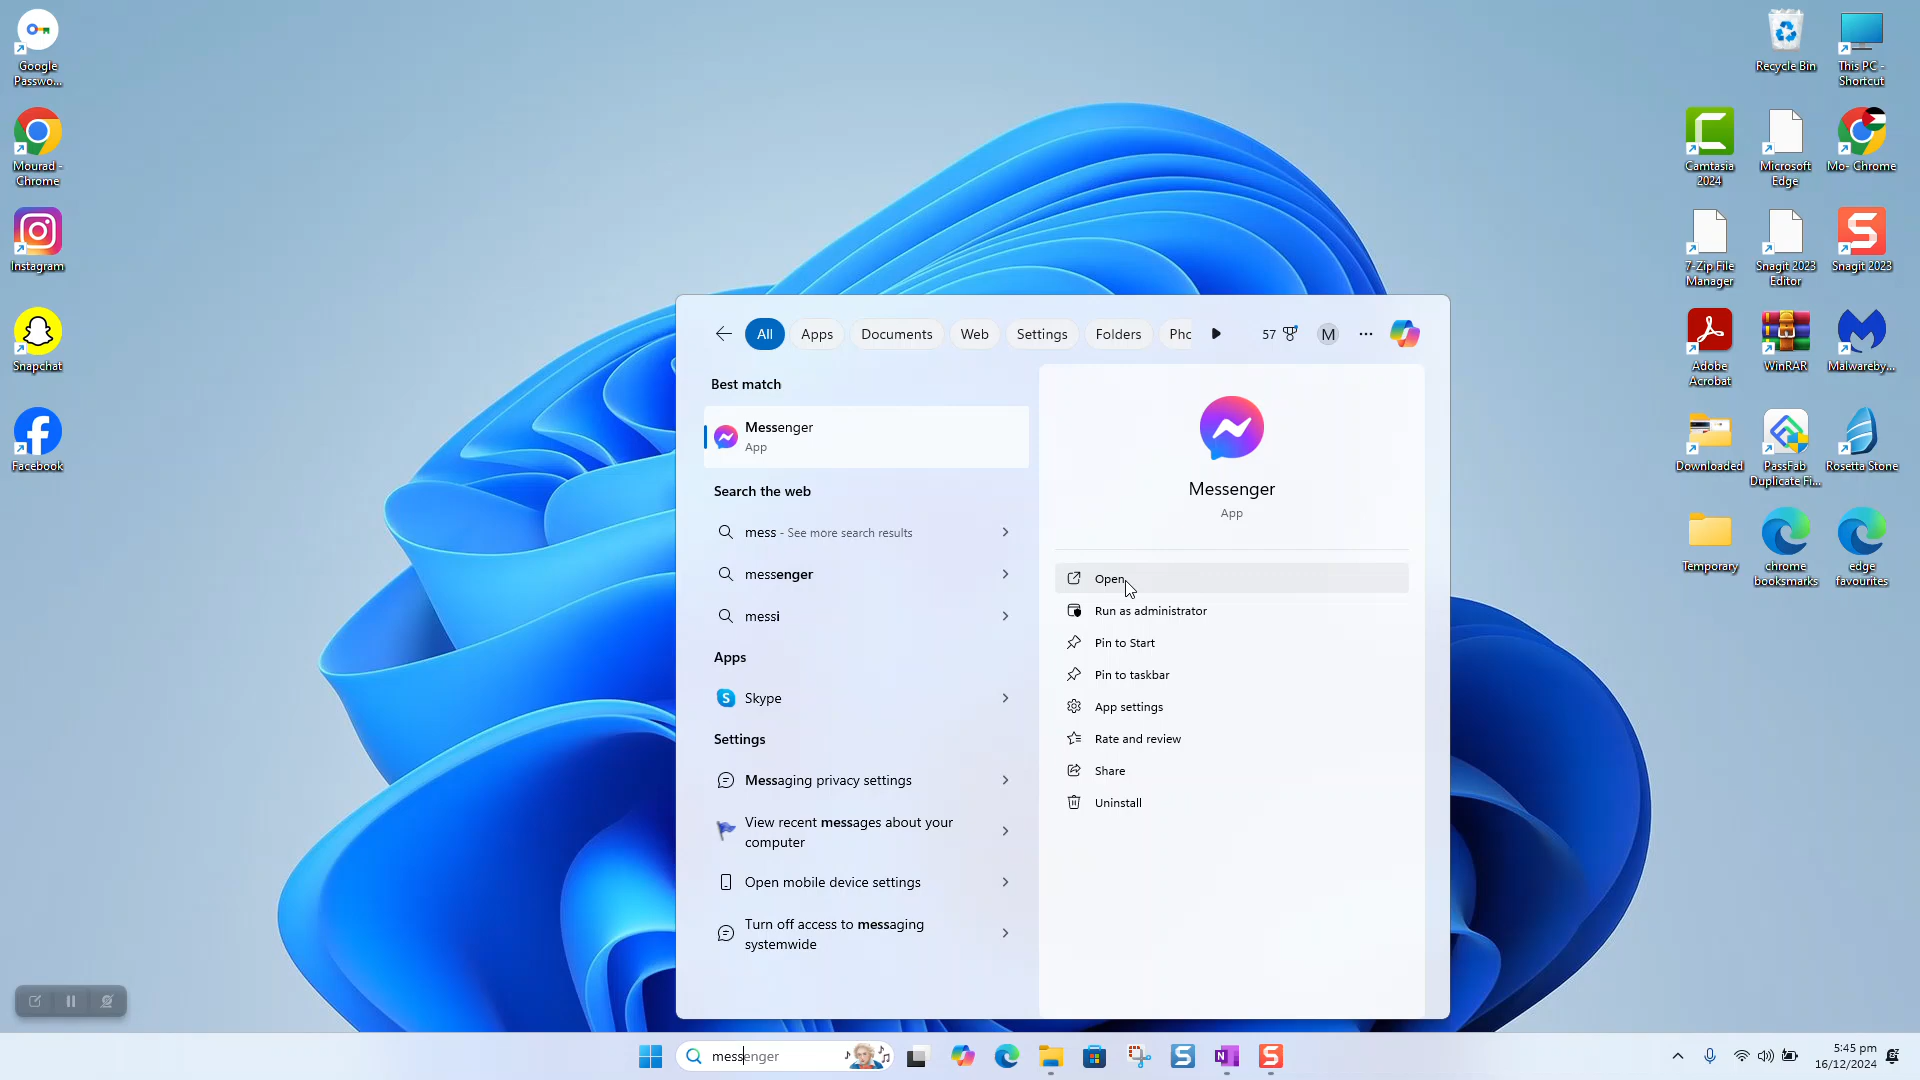 Google
Passwo...
Mourad -
Chrome
Instagram
Snapchat
Facebook
Recycle Bin
This PC -
Shortcut
Camtasia
2024
Microsoft
Edge
Mo- Chrome
7-Zip File
Manager
Snagit 2023
Editor
Snagit 2023
Adobe
Acrobat
WinRAR
Malwareby...
Downloaded
PassFab
Duplicate Fi...
Rosetta Stone
Temporary
chrome
bookmarks
edge
favourites
All
Apps
Documents
Web
Settings
Folders
Pho
57
M
Best match
Messenger
App
Search the web
mess - See more search results
messenger
messi
Apps
Skype
Settings
Messaging privacy settings
View recent messages about your
computer
Open mobile device settings
Turn off access to messaging
systemwide
Messenger
App
Open
Run as administrator
Pin to Start
Pin to taskbar
App settings
Rate and review
Share
Uninstall
messenger
5:45 pm
16/12/2024